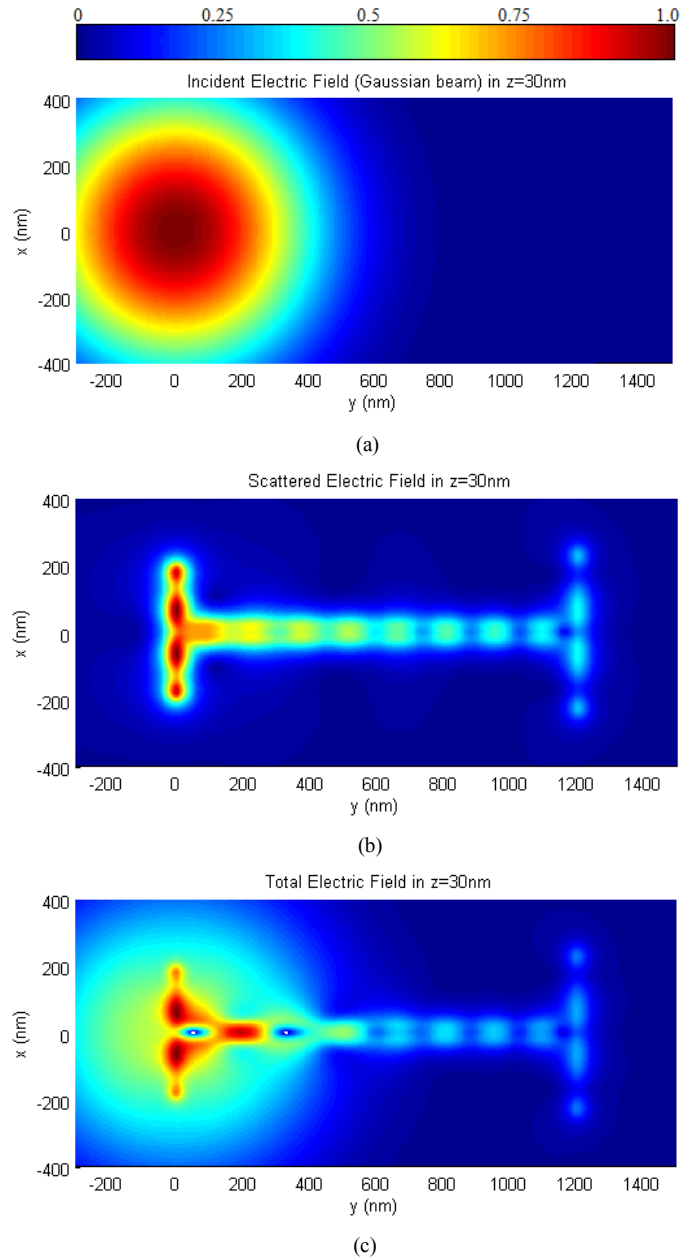 0 0.25 0.5 0.75 1.0
Incident Electric Field (Gaussian beam) in z=30nm
400
200
0
-200
-400
x (nm)
-200 0 200 400 600 800 1000 1200 1400
y (nm)
(a)
Scattered Electric Field in z=30nm
400
200
0
-200
-400
x (nm)
-200 0 200 400 600 800 1000 1200 1400
y (nm)
(b)
Total Electric Field in z=30nm
400
200
0
-200
-400
x (nm)
-200 0 200 400 600 800 1000 1200 1400
y (nm)
(c)